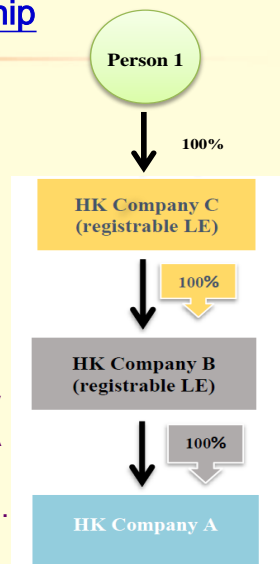 hip
Person 1
100%
HK Company C
(registrable LE)
100%
HK Company B
(registrable LE)
100%
HK Company A
.